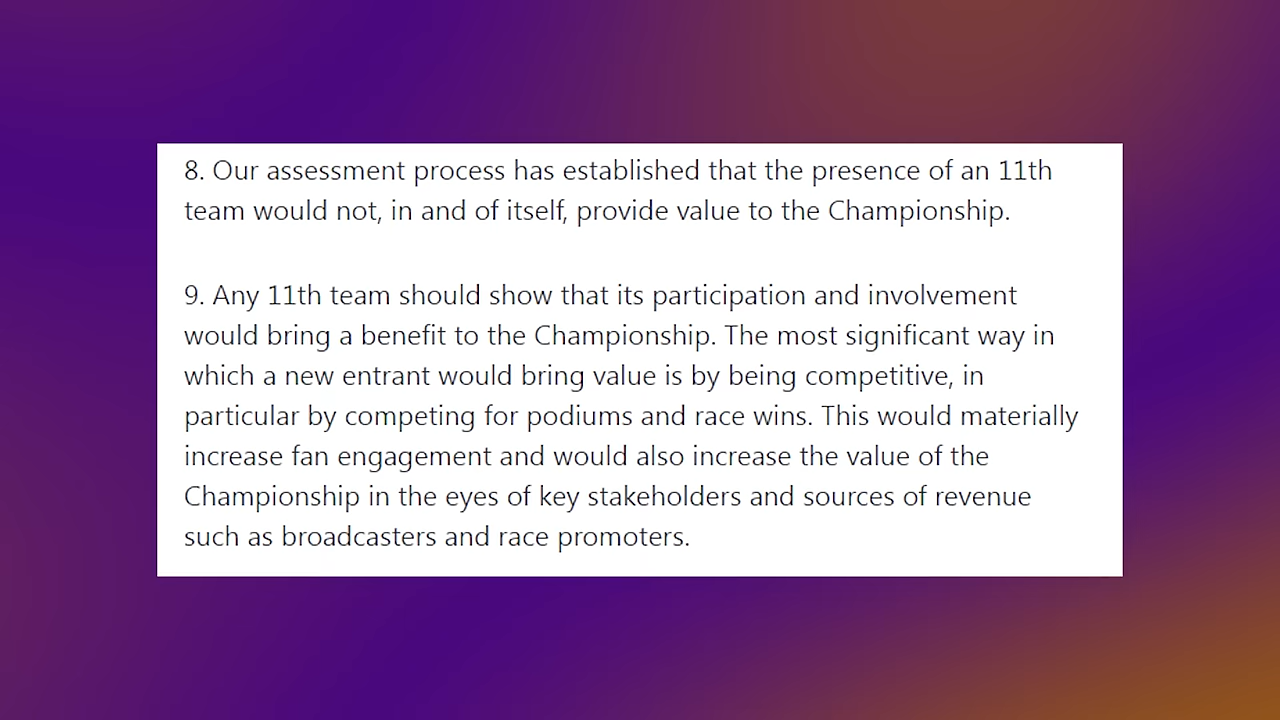 8. Our assessment process has established that the presence of an 11th
team would not, in and of itself, provide value to the Championship.
9. Any 11th team should show that its participation and involvement
would bring a benefit to the Championship. The most significant way in
which a new entrant would bring value is by being competitive, in
particular by competing for podiums and race wins. This would materially
increase fan engagement and would also increase the value of the
Championship in the eyes of key stakeholders and sources of revenue
such as broadcasters and race promoters.